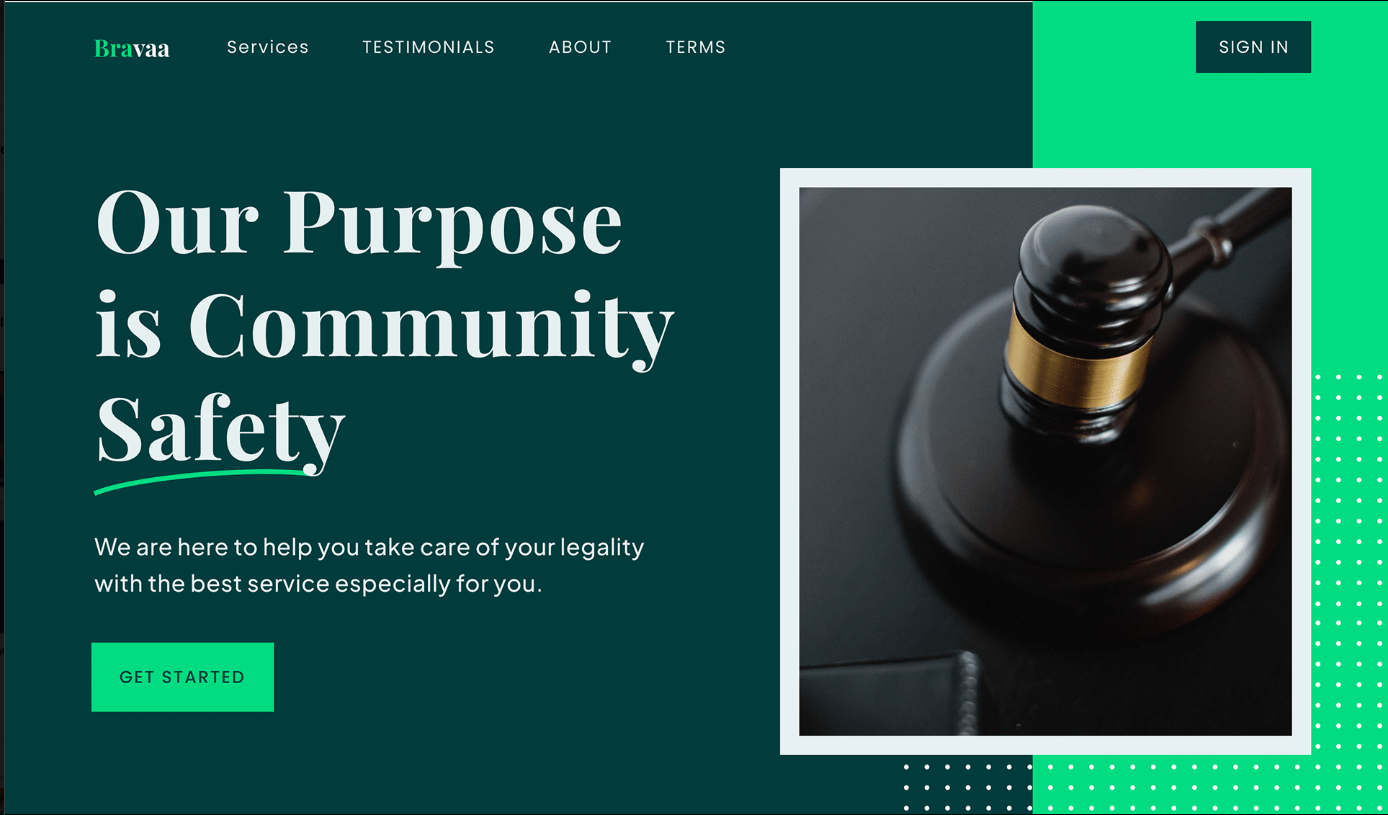 Bravaa Services TESTIMONIALS ABOUT TERMS SIGN IN
Our Purpose
is Community
Safety
We are here to help you take care of your legality
with the best service especially for you.
GET STARTED